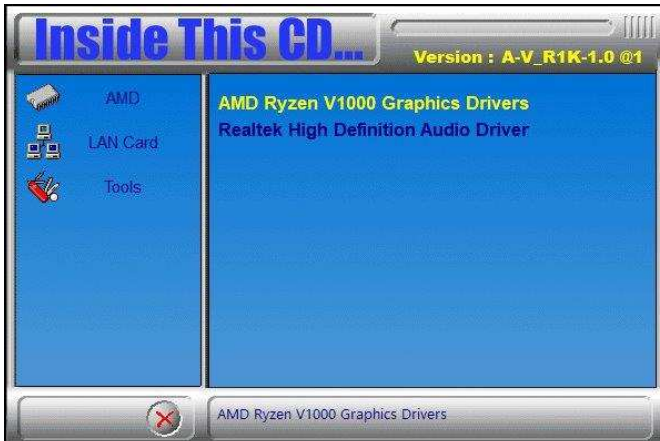 Inside This CD...
Version : A-V_R1K-1.0 @1
AMD
LAN Card
Tools
AMD Ryzen V1000 Graphics Drivers
Realtek High Definition Audio Driver
AMD Ryzen V1000 Graphics Drivers